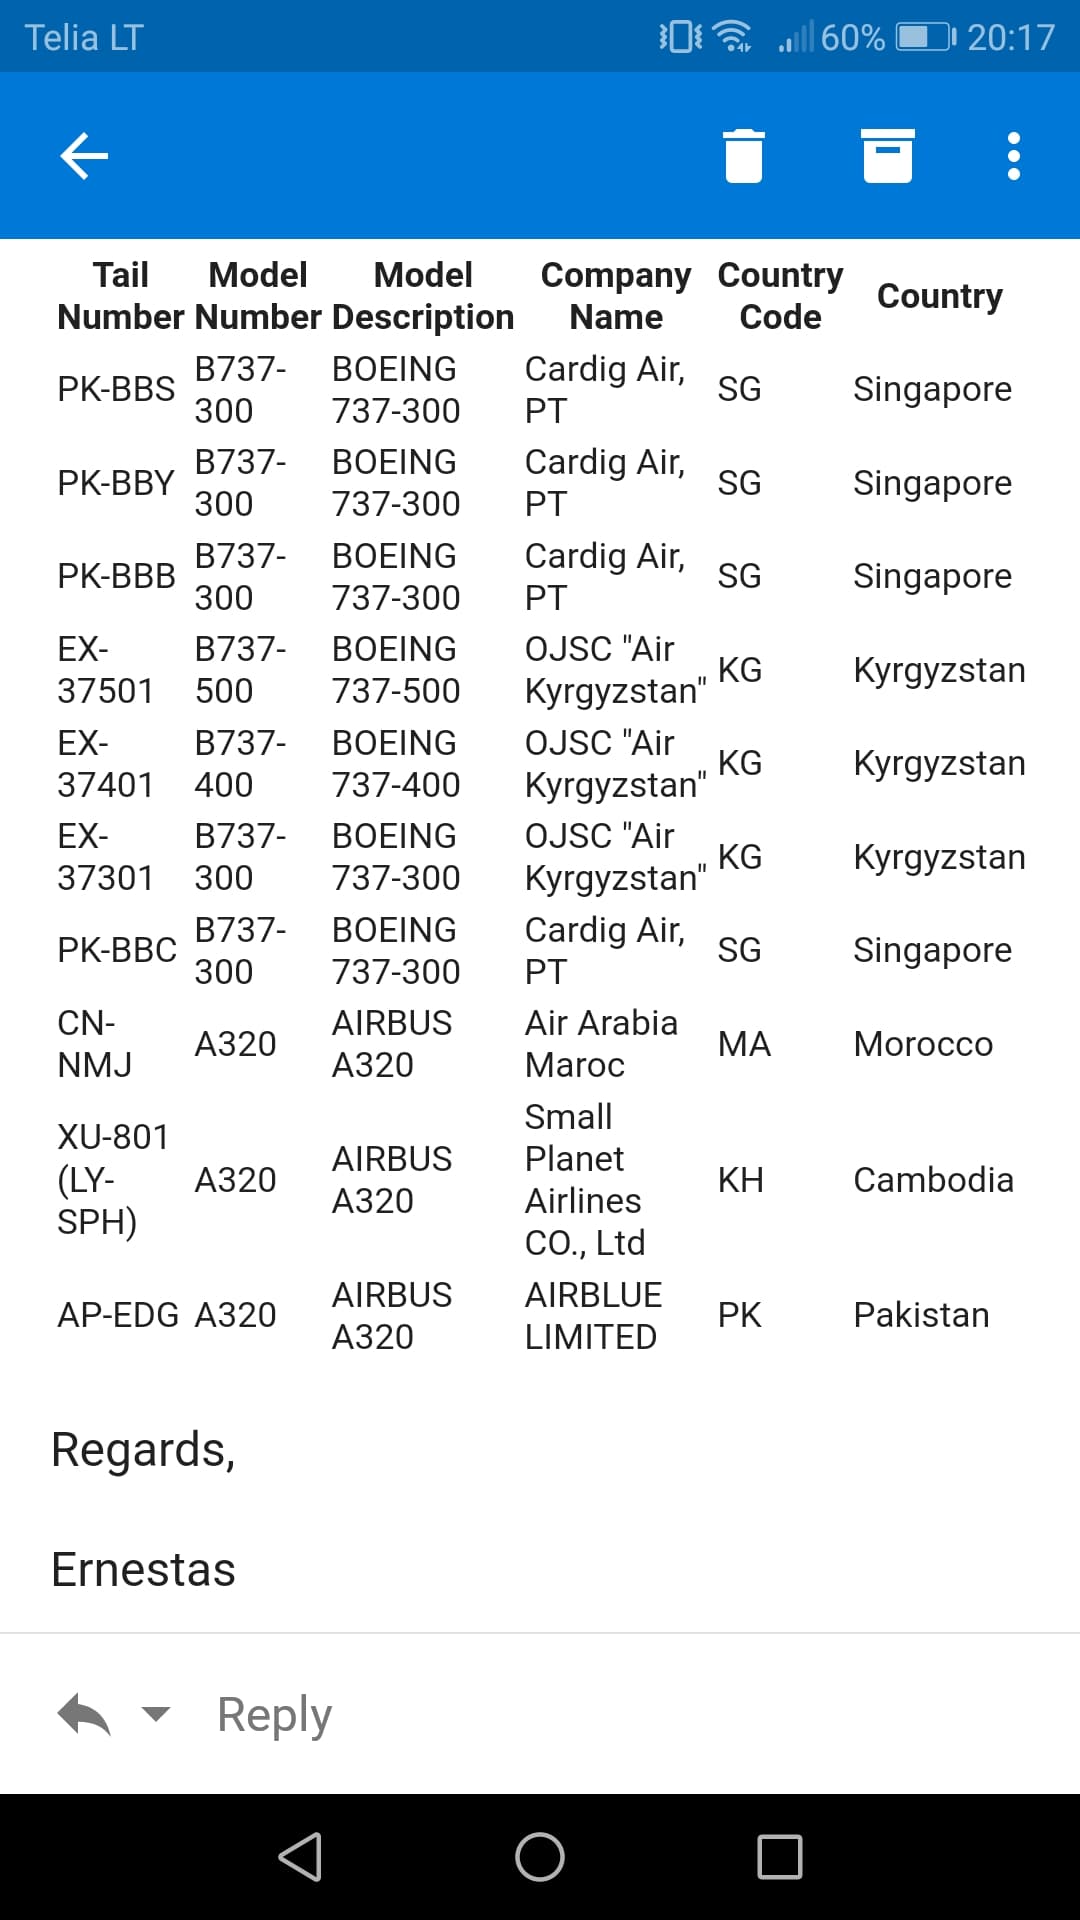 Telia LT 60% 20:17
Tail Number Model Number Model Description Company Name Country Code Country
PK-BBS B737-300 BOEING 737-300 Cardig Air, PT SG Singapore
PK-BBY B737-300 BOEING 737-300 Cardig Air, PT SG Singapore
PK-BBB B737-300 BOEING 737-300 Cardig Air, PT SG Singapore
EX-37501 B737-500 BOEING 737-500 OJSC "Air Kyrgyzstan" KG Kyrgyzstan
EX-37401 B737-400 BOEING 737-400 OJSC "Air Kyrgyzstan" KG Kyrgyzstan
EX-37301 B737-300 BOEING 737-300 OJSC "Air Kyrgyzstan" KG Kyrgyzstan
PK-BBC B737-300 BOEING 737-300 Cardig Air, PT SG Singapore
CN-NMJ A320 AIRBUS A320 Air Arabia Maroc MA Morocco
XU-801 (LY-SPH) A320 AIRBUS A320 Small Planet Airlines CO., Ltd KH Cambodia
AP-EDG A320 AIRBUS A320 AIRBLUE LIMITED PK Pakistan
Regards,
Ernestas
Reply